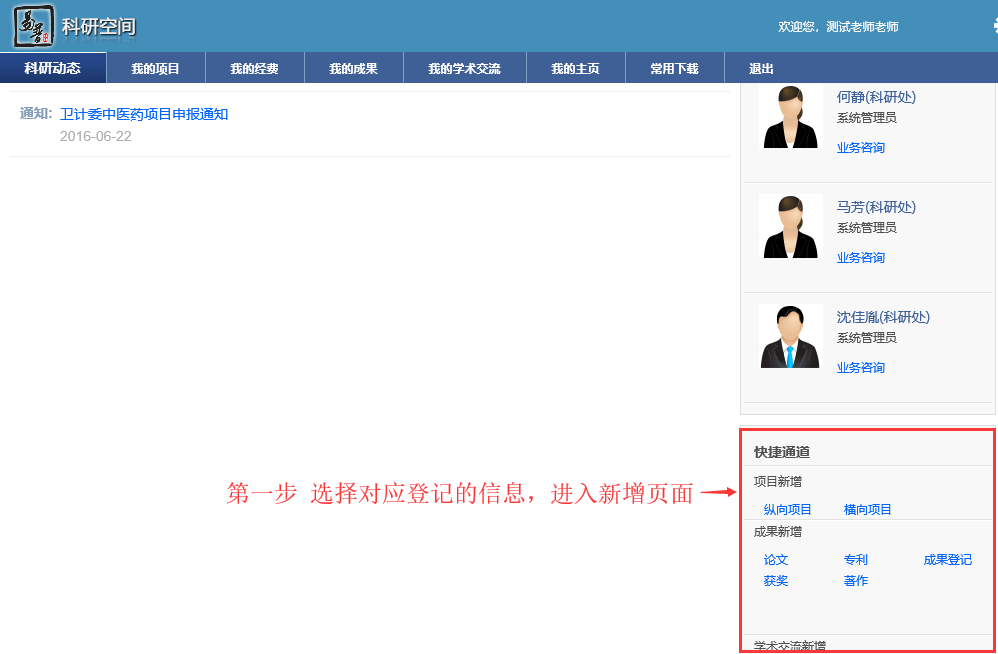 易普
科研空间
欢迎您，测试老师老师
科研动态 我的项目 我的经费 我的成果 我的学术交流 我的主页 常用下载 退出
通知: 卫计委中医药项目申报通知
2016-06-22
何静(科研处)
系统管理员
业务咨询
马芳(科研处)
系统管理员
业务咨询
沈佳胤(科研处)
系统管理员
业务咨询
第一步 选择对应登记的信息，进入新增页面
快捷通道
项目新增
纵向项目 横向项目
成果新增
论文 专利 成果登记
获奖 著作
学术交流新增